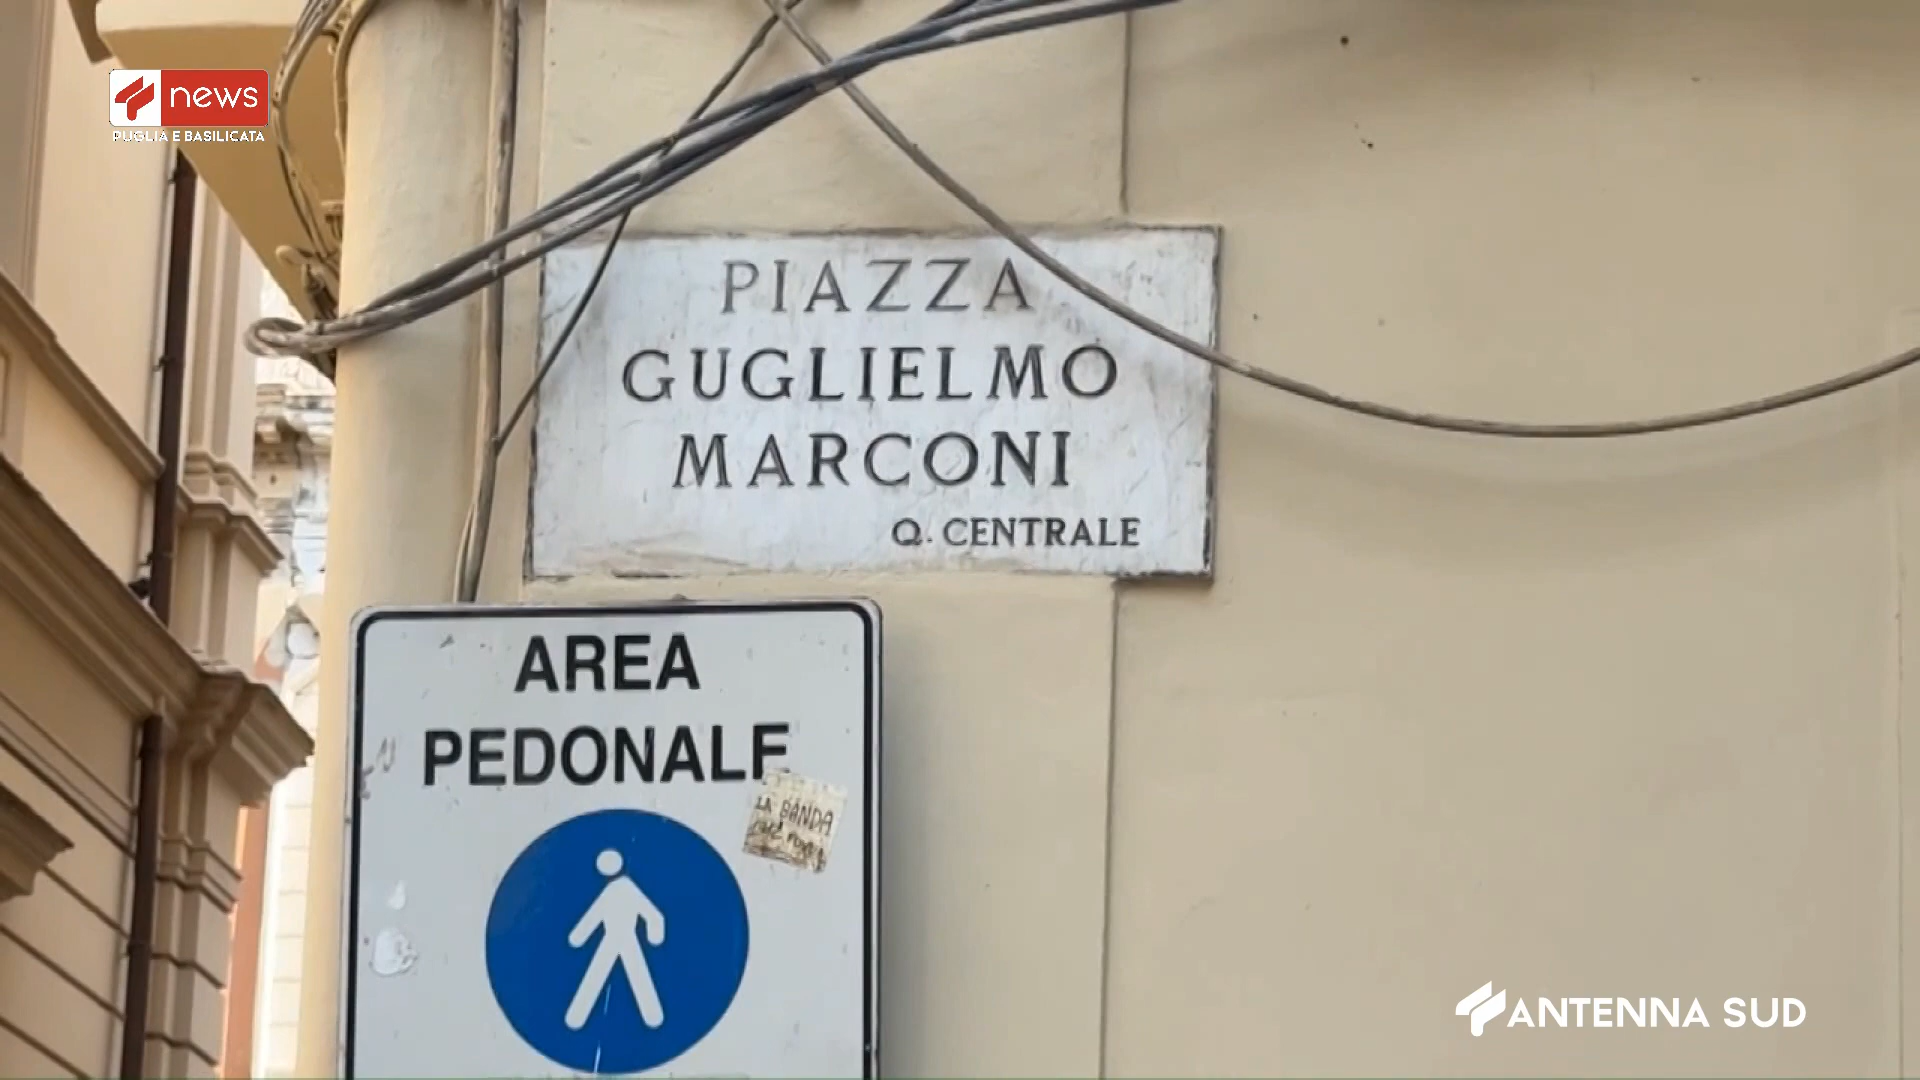 news
PUGLIA E BASILICATA
PIAZZA
GUGLIELMO
MARCONI
Q. CENTRALE
AREA
PEDONALE
LA BANDA
ANTENNA SUD